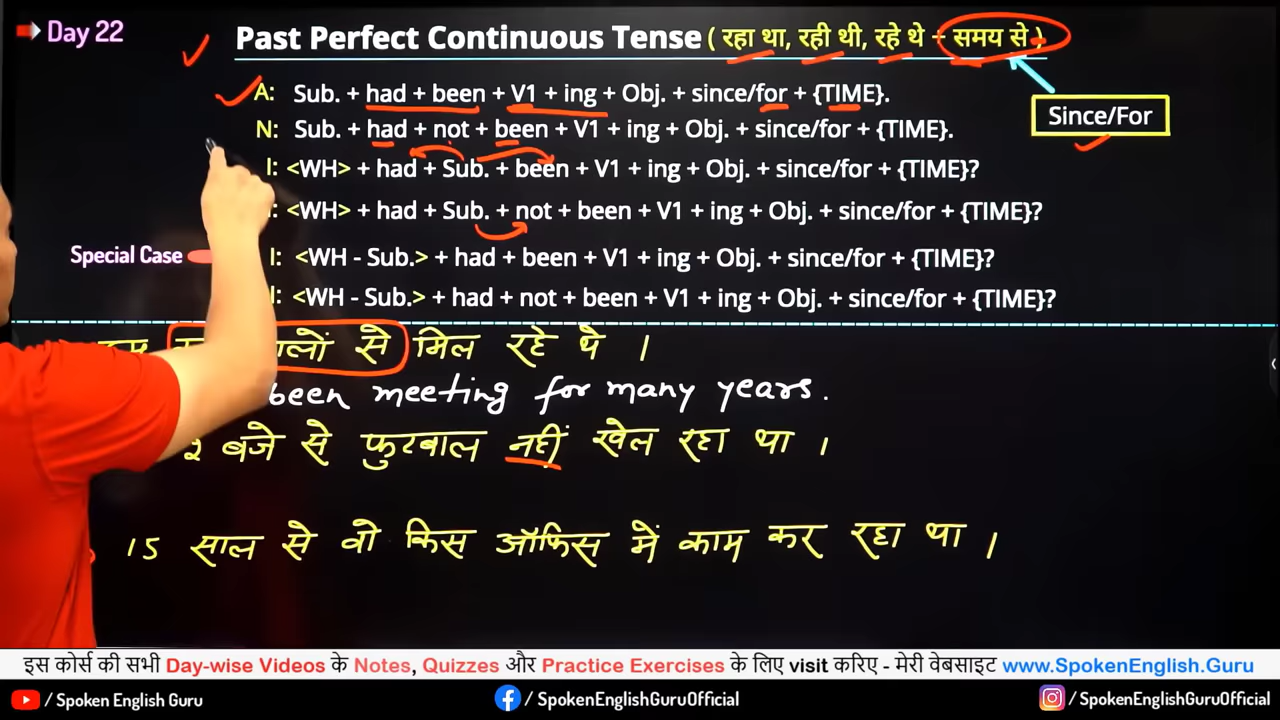 Day 22
Past Perfect Continuous Tense ( रहा था, रही थी, रहे थे – समय से )
A: Sub. + had + been + V1 + ing + Obj. + since/for + {TIME}.
Since/For
N: Sub. + had + not + been + V1 + ing + Obj. + since/for + {TIME}.
I: <WH> + had + Sub. + been + V1 + ing + Obj. + since/for + {TIME}?
: <WH> + had + Sub. + not + been + V1 + ing + Obj. + since/for + {TIME}?
Special Case
I: <WH - Sub.> + had + been + V1 + ing + Obj. + since/for + {TIME}?
I: <WH - Sub.> + had + not + been + V1 + ing + Obj. + since/for + {TIME}?
से मिल रहे थे ।
been meeting for many years.
बजे से फुटबाल नहीं खेल रहा था ।
15 साल से वो किस ऑफिस में काम कर रहा था ।
इस कोर्स की सभी Day-wise Videos के Notes, Quizzes और Practice Exercises के लिए visit करिए - मेरी वेबसाइट www.SpokenEnglish.Guru
/ Spoken English Guru
/ SpokenEnglishGuruOfficial
/ SpokenEnglishGuruOfficial